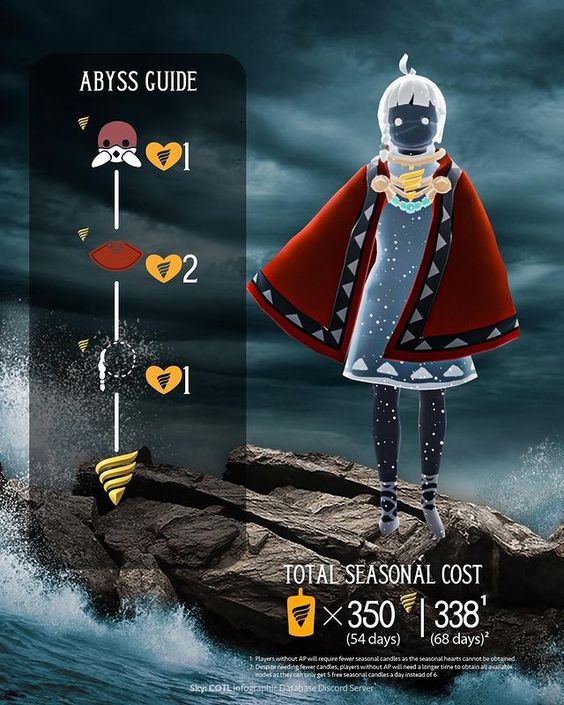 ABYSS GUIDE
1
2
1
TOTAL SEASONAL COST
× 350 | 338¹
(54 days) (68 days)²
1: Players without AP will require fewer seasonal candles as the seasonal hearts cannot be obtained
2: Despite needing fewer candles, players without AP will need a longer time to obtain all available
nodes as they can only get 5 free seasonal candles a day instead of 6.
Sky: COTL Infographic Database Discord Server